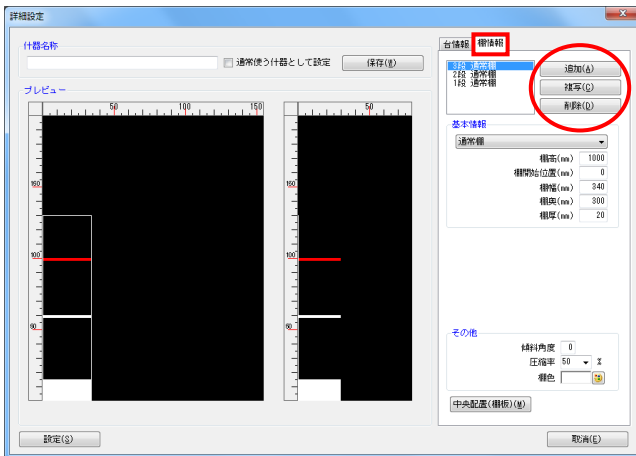 詳細設定
什器名称
通常使う什器として設定
保存(W)
プレビュー
50 100 150
50
150
100
50
150
100
50
台情報 棚情報
3段 通常棚
2段 通常棚
1段 通常棚
追加(A)
複写(C)
削除(D)
基本情報
通常棚
棚高(mm) 1000
棚開始位置(mm) 0
棚幅(mm) 340
棚奥(mm) 300
棚厚(mm) 20
その他
傾斜角度 0
圧縮率 50 %
棚色
中央配置(棚板)(M)
設定(S)
取消(E)